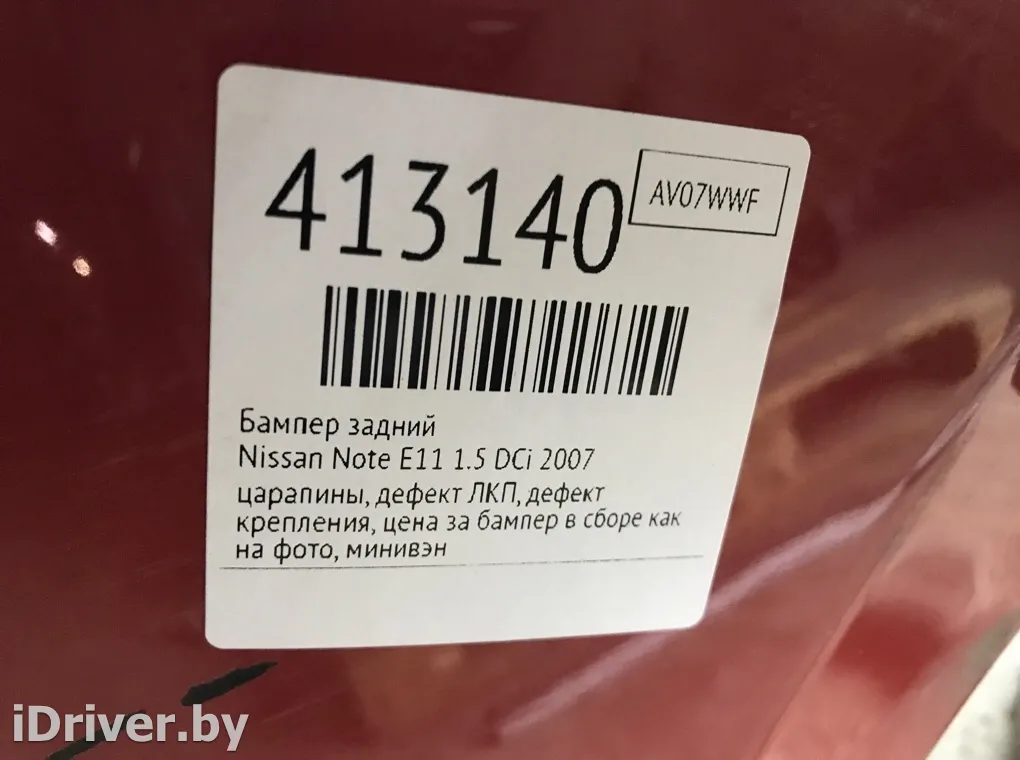 413140
AV07WWF
Бампер задний
Nissan Note E11 1.5 DCi 2007
царапины, дефект ЛКП, дефект
крепления, цена за бампер в сборе как
на фото, минивэн
iDriver.by